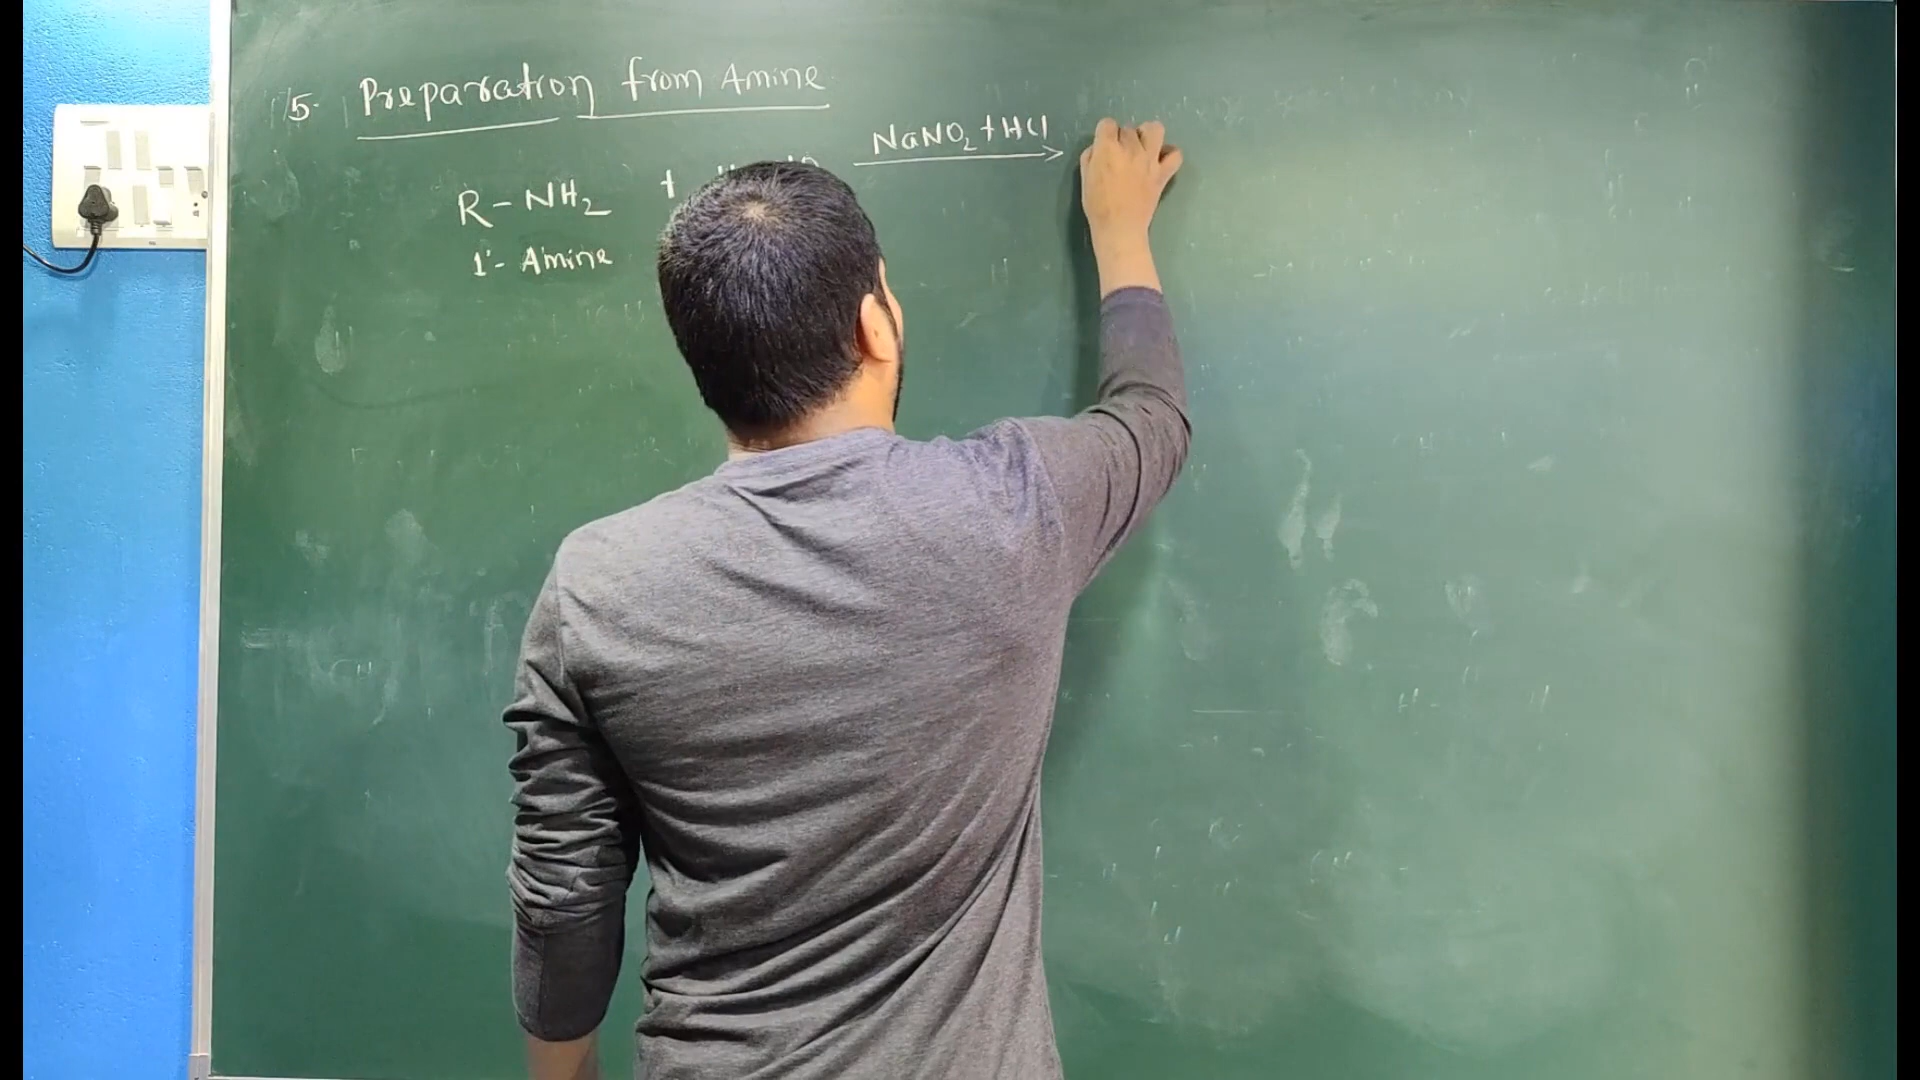 5. Preparation from Amine
NaNO₂ + HCl
R - NH₂ +
1° - Amine